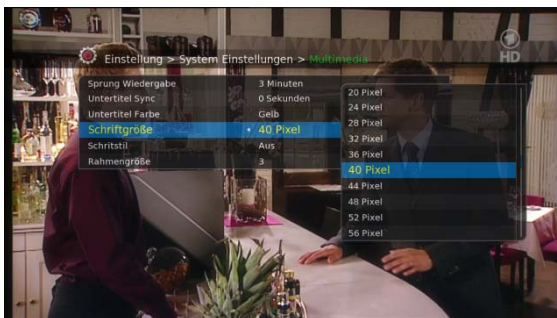 HD
Einstellung > System Einstellungen > Multimedia
Sprung Wiedergabe 3 Minuten
Untertitel Sync 0 Sekunden
Untertitel Farbe Gelb
Schriftgröße 40 Pixel
Schritstil Aus
Rahmengröße 3
20 Pixel
24 Pixel
28 Pixel
32 Pixel
36 Pixel
40 Pixel
44 Pixel
48 Pixel
52 Pixel
56 Pixel